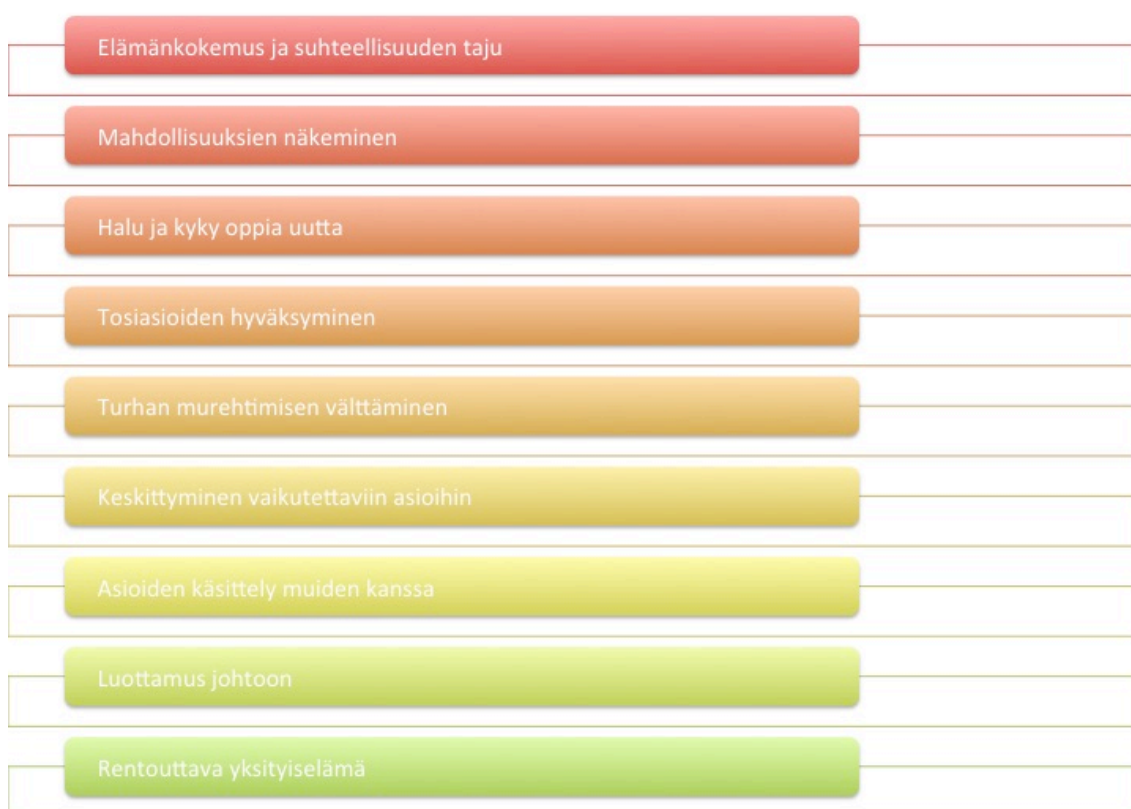 Elämänkokemus ja suhteellisuuden taju
Mahdollisuuksien näkeminen
Halu ja kyky oppia uutta
Tosiasioiden hyväksyminen
Turhan murehtimisen välttäminen
Keskittyminen vaikutettaviin asioihin
Asioiden käsittely muiden kanssa
Luottamus johtoon
Rentouttava yksityiselämä